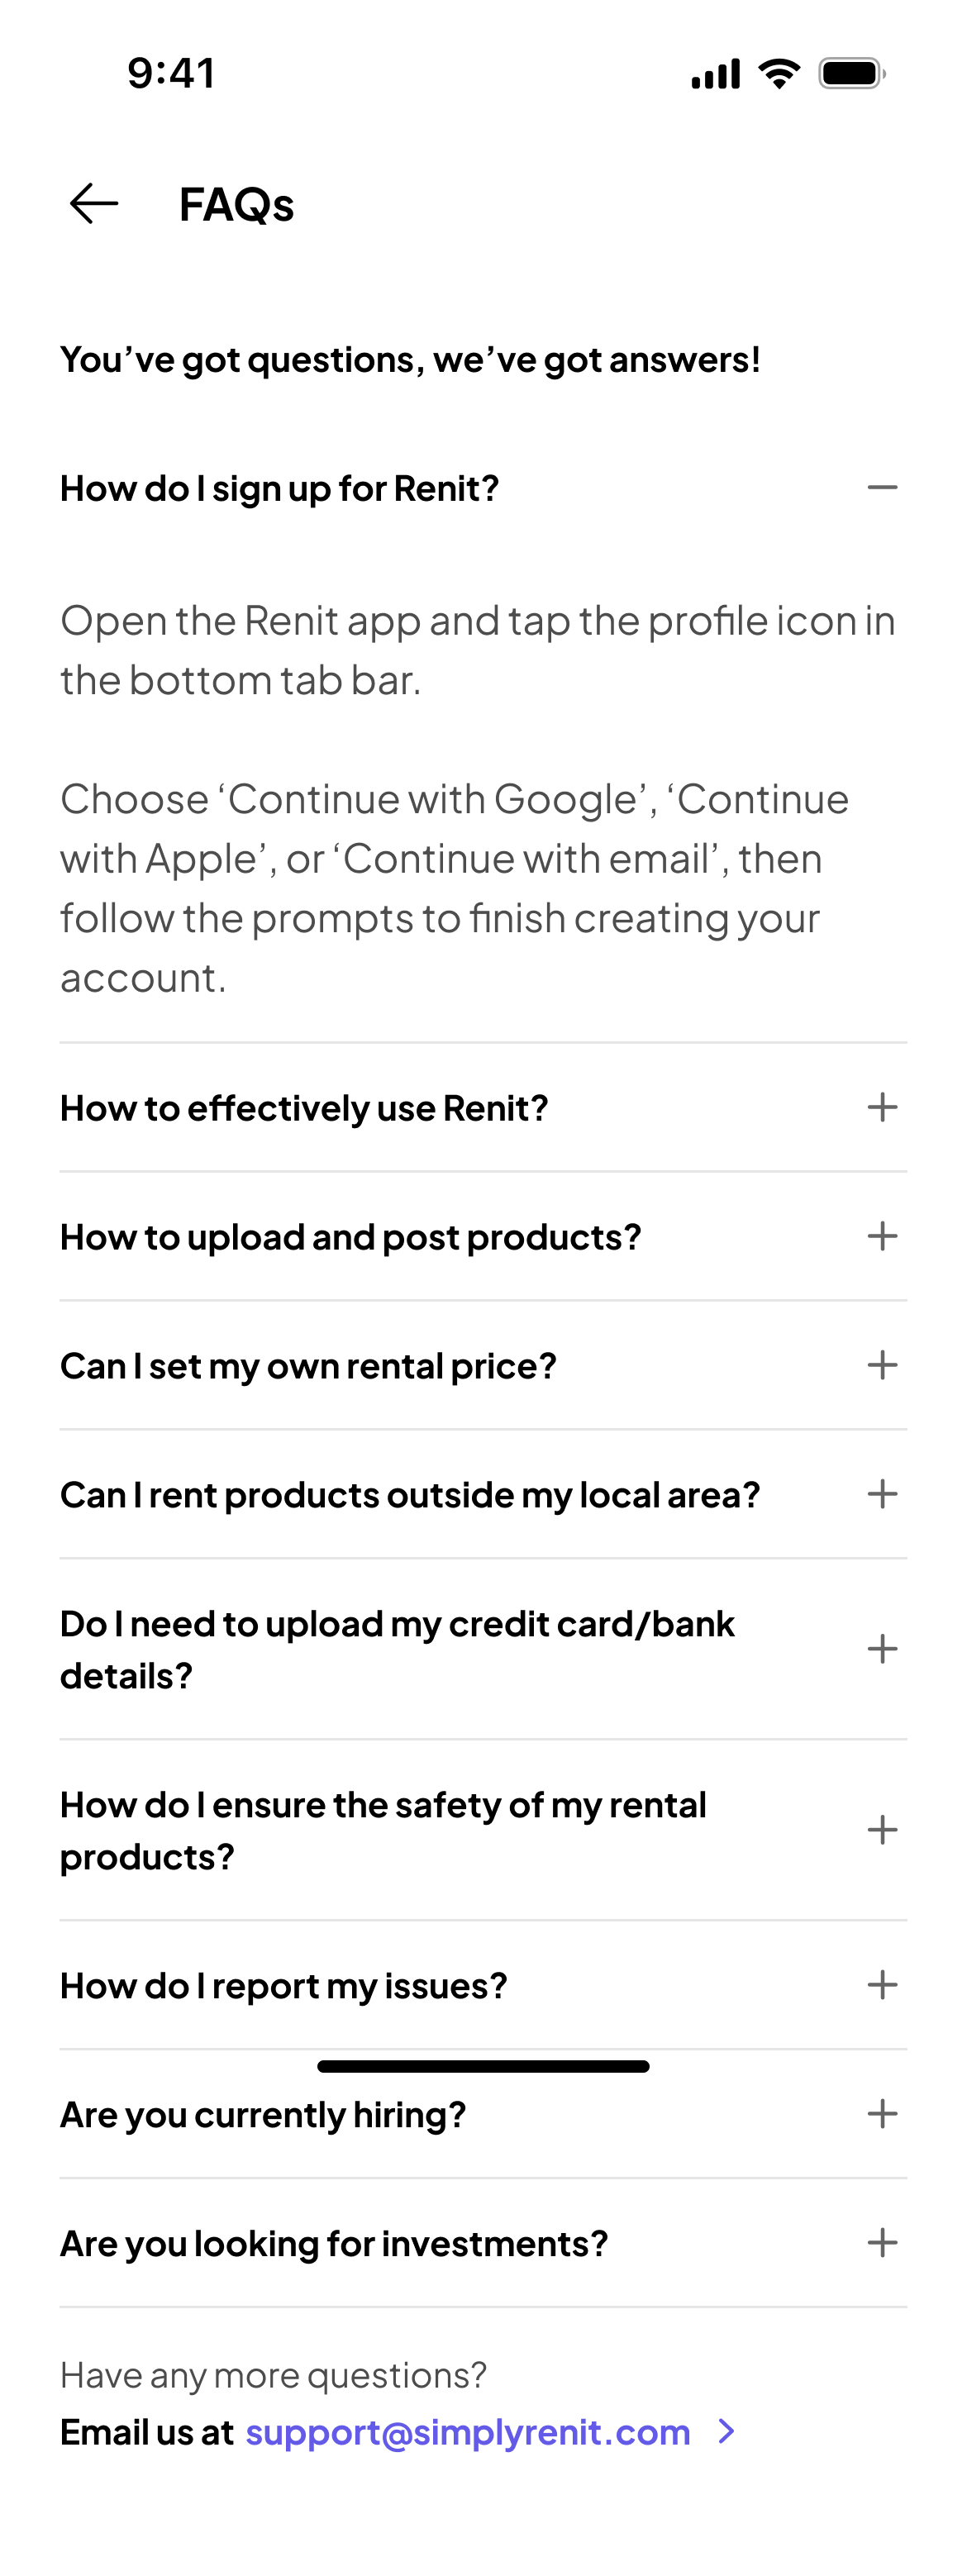 9:41
FAQs
You’ve got questions, we’ve got answers!
How do I sign up for Renit?
Open the Renit app and tap the profile icon in
the bottom tab bar.
Choose ‘Continue with Google’, ‘Continue
with Apple’, or ‘Continue with email’, then
follow the prompts to finish creating your
account.
How to effectively use Renit?
How to upload and post products?
Can I set my own rental price?
Can I rent products outside my local area?
Do I need to upload my credit card/bank
details?
How do I ensure the safety of my rental
products?
How do I report my issues?
Are you currently hiring?
Are you looking for investments?
Have any more questions?
Email us at support@simplyrenit.com